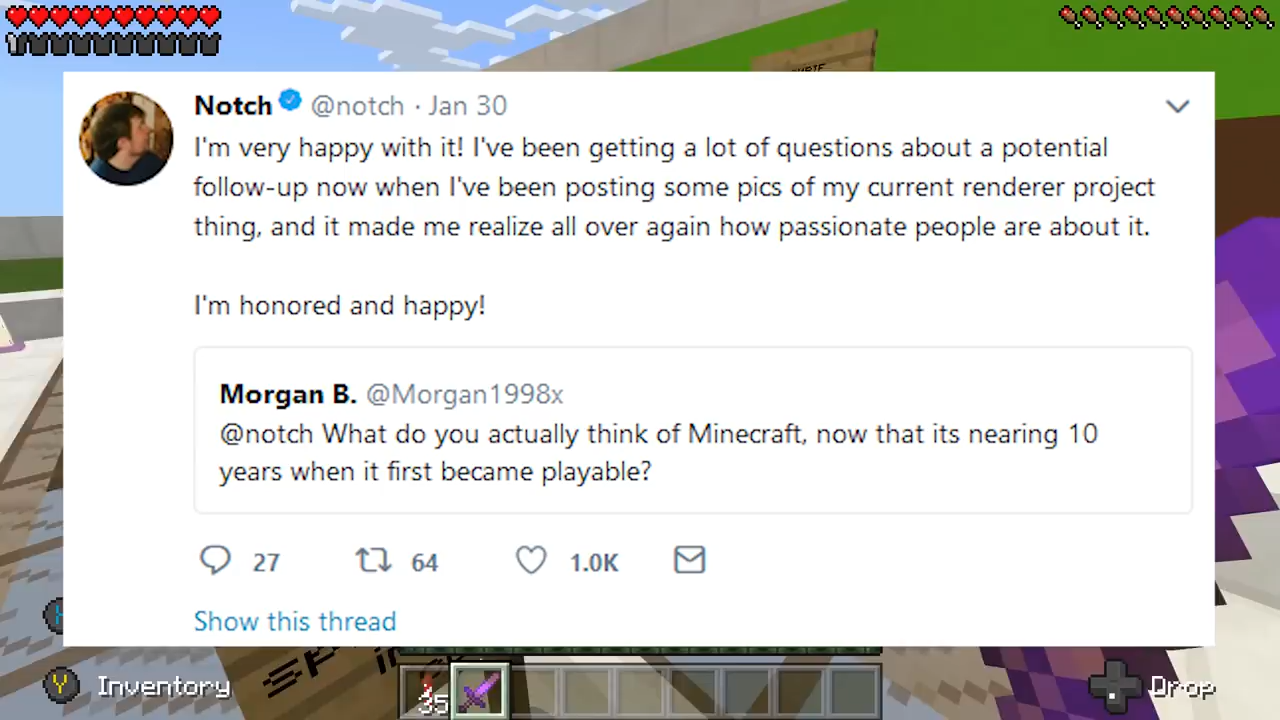 Notch @notch · Jan 30
I'm very happy with it! I've been getting a lot of questions about a potential
follow-up now when I've been posting some pics of my current renderer project
thing, and it made me realize all over again how passionate people are about it.
I'm honored and happy!
Morgan B. @Morgan1998x
@notch What do you actually think of Minecraft, now that its nearing 10
years when it first became playable?
27 64 1.0K
Show this thread
35
Y Inventory
Drop